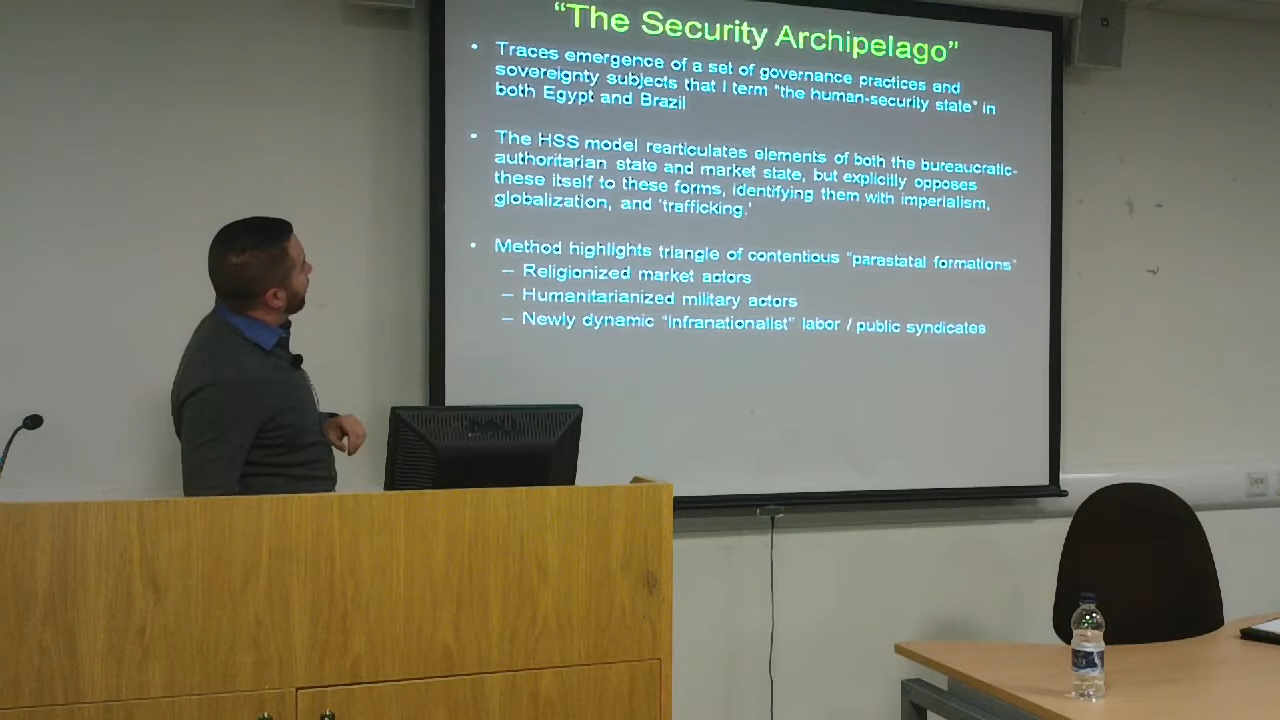 “The Security Archipelago”
• Traces emergence of a set of governance practices and
sovereignty subjects that I term “the human-security state” in
both Egypt and Brazil
• The HSS model rearticulates elements of both the bureaucratic-
authoritarian state and market state, but explicilly opposes
these itself to these forms, identifying them with imperialism,
globalization, and ‘trafficking.’
• Method highlights triangle of contentious “parastatal formations”
– Religionized market actors
– Humanitarianized military actors
– Newly dynamic “infranationalist” labor / public syndicates